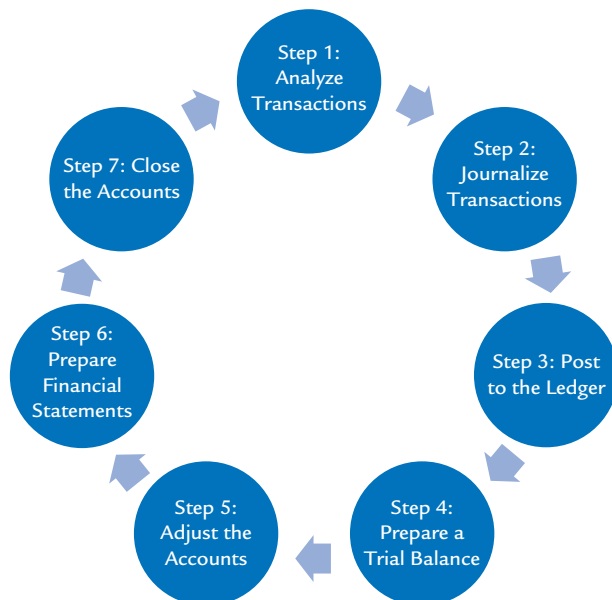 Step 1:
Analyze
Transactions
Step 2:
Journalize
Transactions
Step 3: Post
to the Ledger
Step 4:
Prepare a
Trial Balance
Step 5:
Adjust the
Accounts
Step 6:
Prepare
Financial
Statements
Step 7: Close
the Accounts